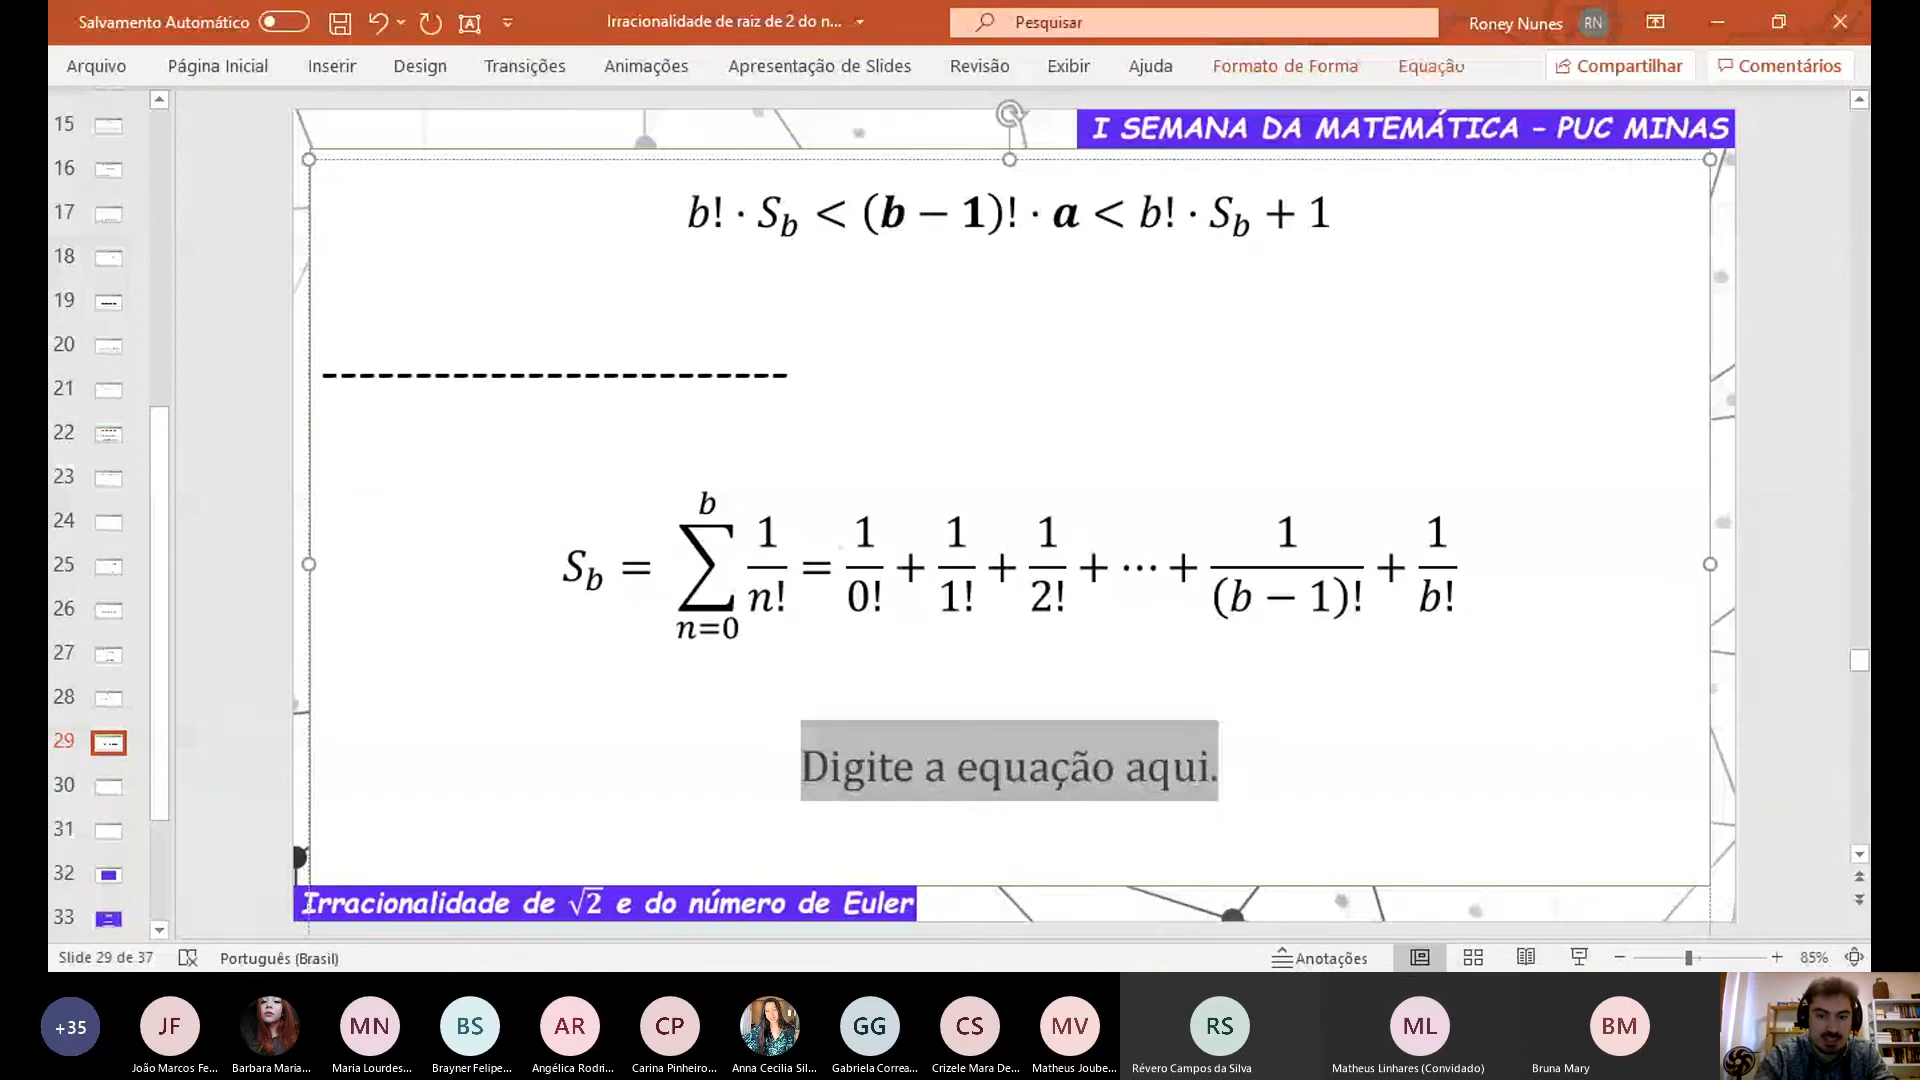 Salvamento Automático
Irracionalidade de raiz de 2 do n...
Pesquisar
Roney Nunes
RN
Arquivo
Página Inicial
Inserir
Design
Transições
Animações
Apresentação de Slides
Revisão
Exibir
Ajuda
Formato de Forma
Equação
Compartilhar
Comentários
15
16
17
18
19
20
21
22
23
24
25
26
27
28
29
30
31
32
33
I SEMANA DA MATEMÁTICA – PUC MINAS
b! · S_b < (b − 1)! · a < b! · S_b + 1
-------------------------
S_b = ∑_{n=0}^{b} 1/n! = 1/0! + 1/1! + 1/2! + ⋯ + 1/(b − 1)! + 1/b!
Digite a equação aqui.
Irracionalidade de √2 e do número de Euler
Slide 29 de 37
Português (Brasil)
Anotações
85%
+35
JF
MN
BS
AR
CP
GG
CS
MV
RS
ML
BM
João Marcos Fe...
Barbara Maria...
Maria Lourdes...
Brayner Felipe...
Angélica Rodri...
Carina Pinheiro...
Anna Cecilia Sil...
Gabriela Correa...
Crizele Mara De...
Matheus Joube...
Révero Campos da Silva
Matheus Linhares (Convidado)
Bruna Mary